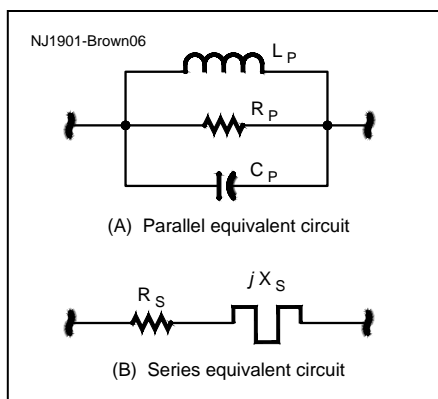 NJ1901-Brown06
L P
R P
C P
(A) Parallel equivalent circuit
R S
j X S
(B) Series equivalent circuit